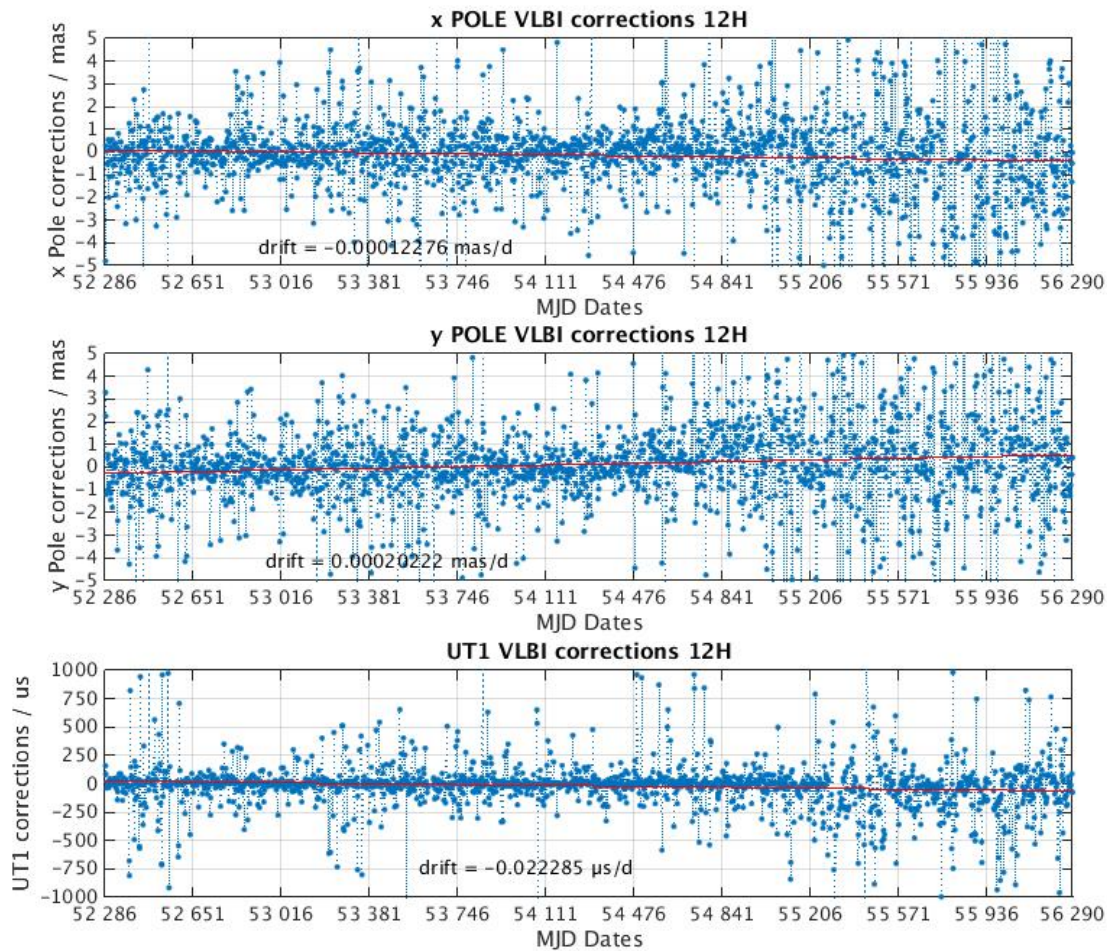 x POLE VLBI corrections 12H
x Pole corrections / mas
5
4
3
2
1
0
−1
−2
−3
−4
−5
drift = −0.00012276 mas/d
52 286 52 651 53 016 53 381 53 746 54 111 54 476 54 841 55 206 55 571 55 936 56 290
MJD Dates
y POLE VLBI corrections 12H
y Pole corrections / mas
5
4
3
2
1
0
−1
−2
−3
−4
−5
drift = 0.00020222 mas/d
52 286 52 651 53 016 53 381 53 746 54 111 54 476 54 841 55 206 55 571 55 936 56 290
MJD Dates
UT1 VLBI corrections 12H
UT1 corrections / us
1000
750
500
250
0
−250
−500
−750
−1000
drift = −0.022285 µs/d
52 286 52 651 53 016 53 381 53 746 54 111 54 476 54 841 55 206 55 571 55 936 56 290
MJD Dates